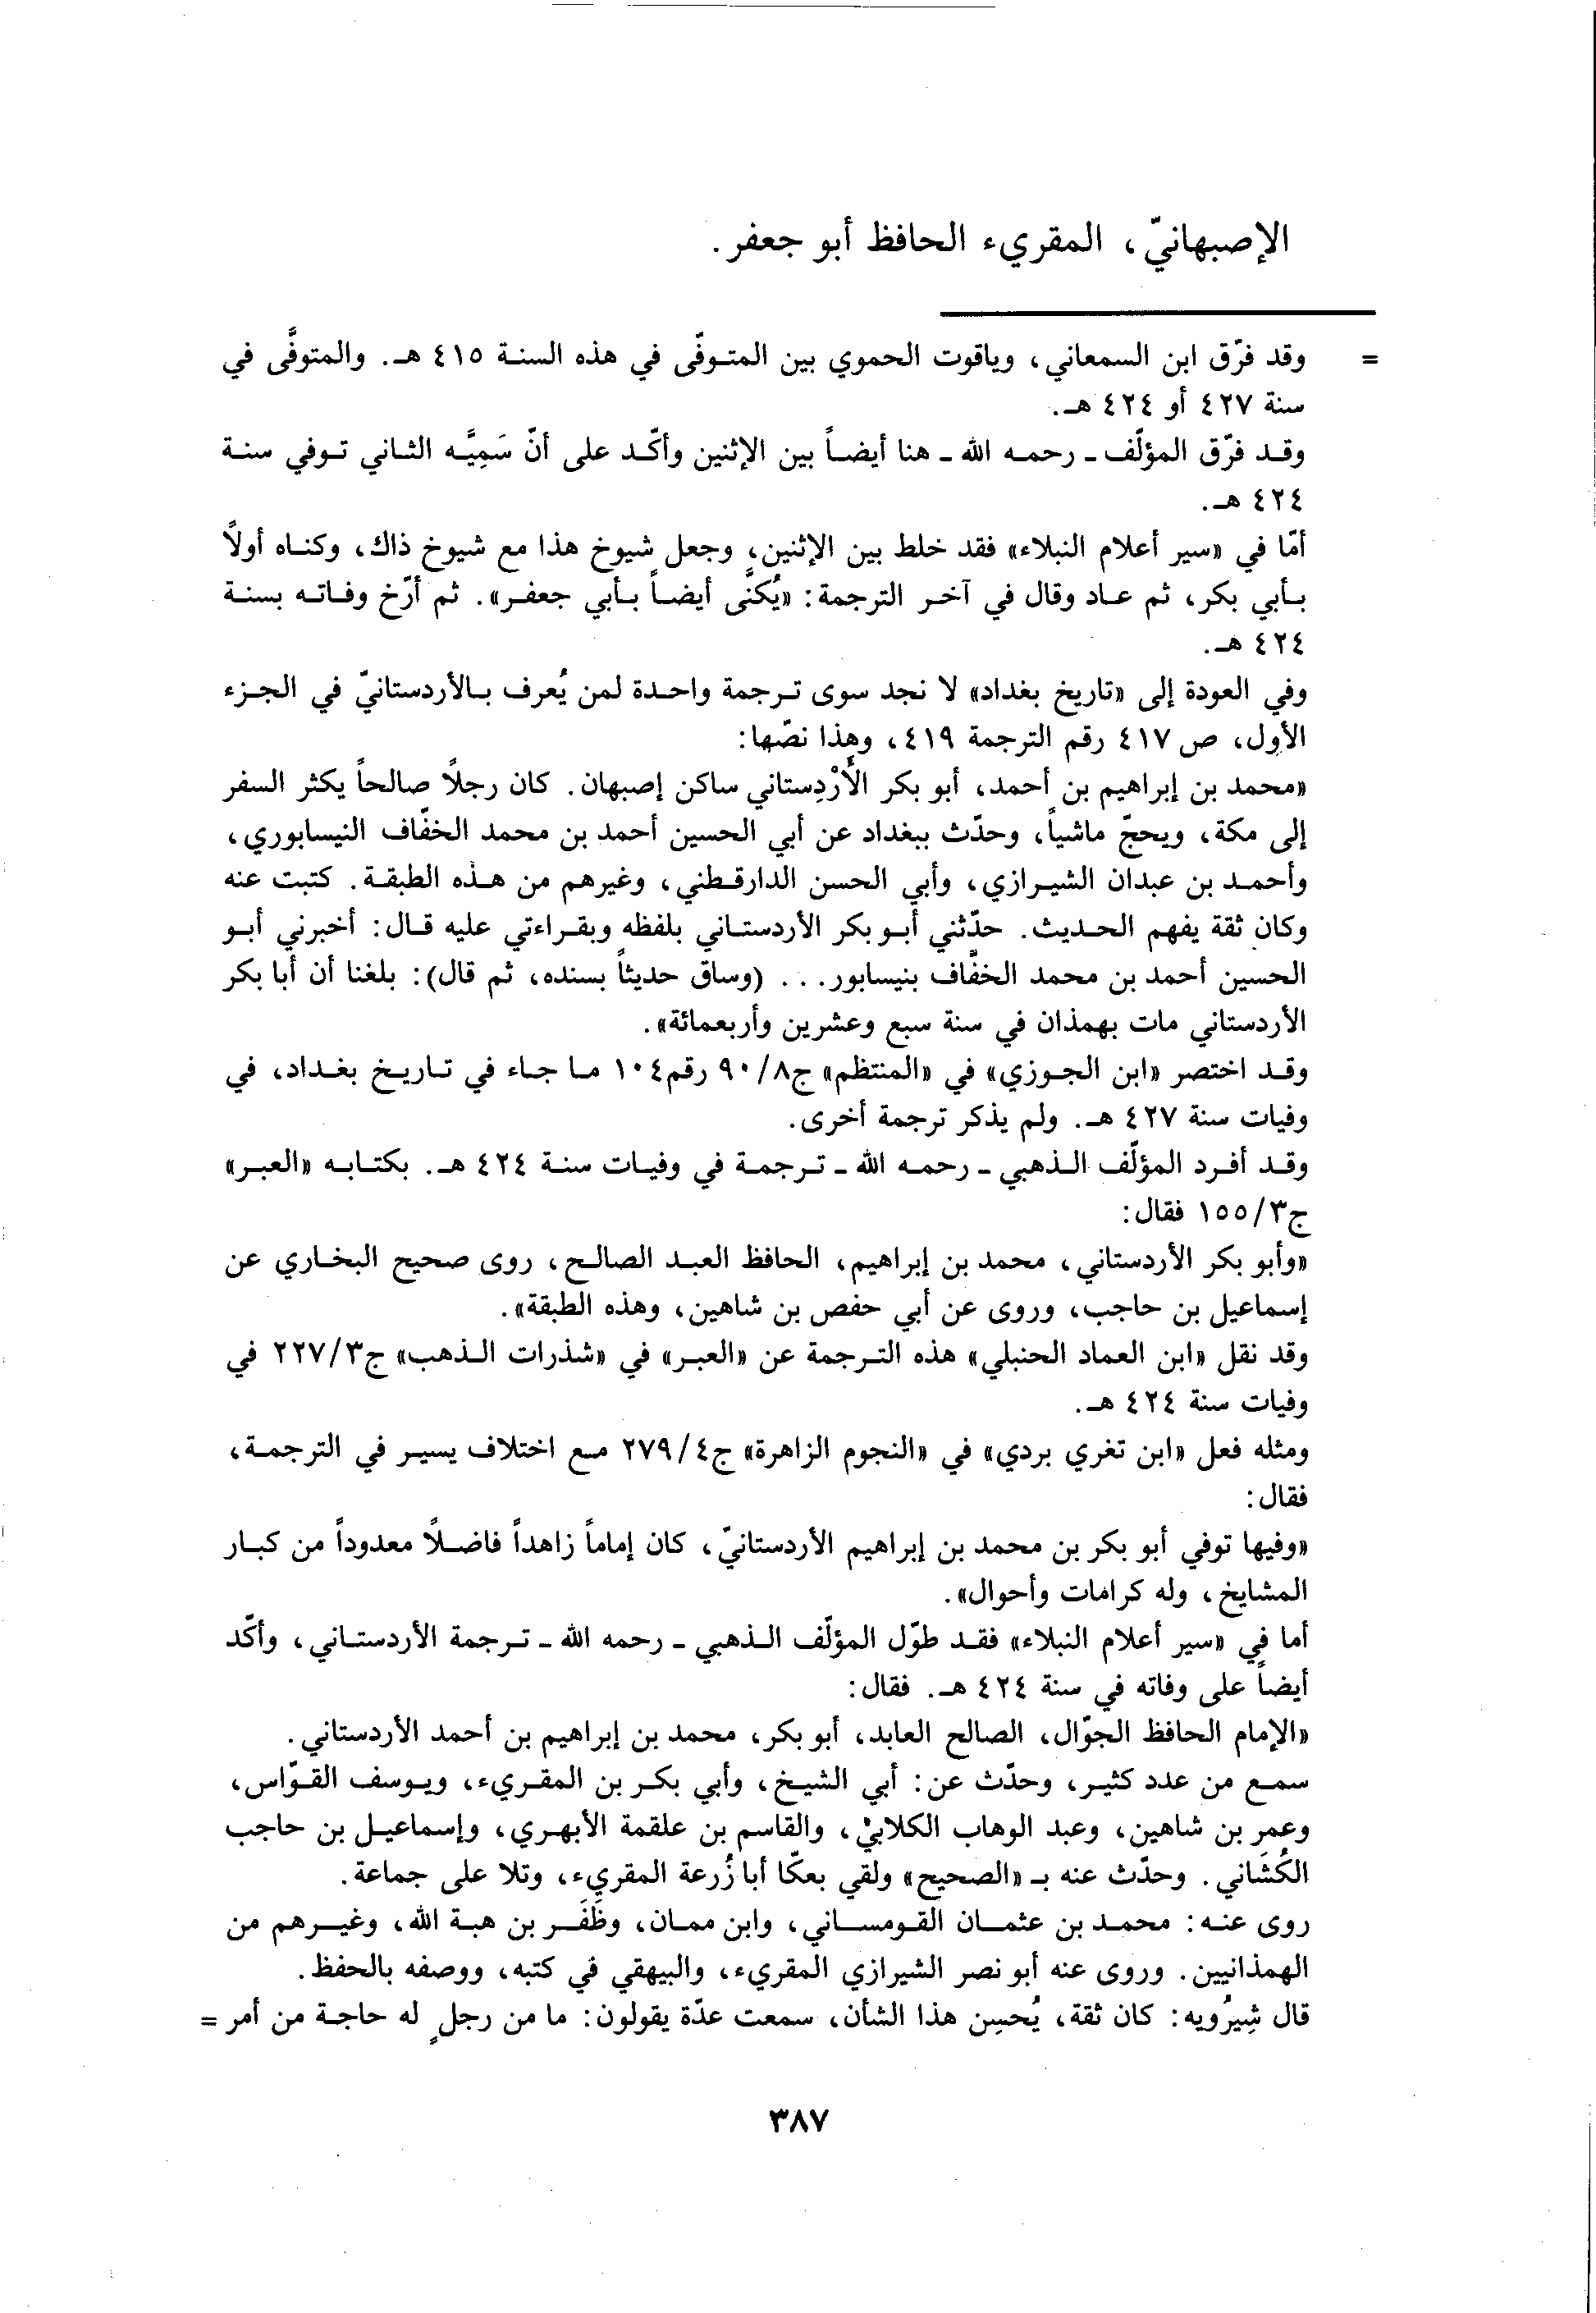 الإصبهانيّ، المقريء الحافظ أبو جعفر.
= وقد فرّق ابن السمعاني، وياقوت الحموي بين المتوفّى في هذه السنة ٤١٥ هـ. والمتوفَّى في
سنة ٤٢٧ أو ٤٢٤ هـ.
وقد فرّق المؤلّف ـ رحمه الله ـ هنا أيضاً بين الإثنين وأكّد على أنّ سَمِيَّه الثاني توفي سنة
٤٢٤ هـ.
أمّا في «سير أعلام النبلاء» فقد خلط بين الإثنين، وجعل شيوخ هذا مع شيوخ ذاك، وكناه أولاً
بأبي بكر، ثم عاد وقال في آخر الترجمة: «يُكنَّى أيضاً بأبي جعفر». ثم أرّخ وفاته بسنة
٤٢٤ هـ.
وفي العودة إلى «تاريخ بغداد» لا نجد سوى ترجمة واحدة لمن يُعرف بالأردستانيّ في الجزء
الأول، ص ٤١٧ رقم الترجمة ٤١٩، وهذا نصّها:
«محمد بن إبراهيم بن أحمد، أبو بكر الأَرْدِستاني ساكن إصبهان. كان رجلاً صالحاً يكثر السفر
إلى مكة، ويحجّ ماشياً، وحدّث ببغداد عن أبي الحسين أحمد بن محمد الخفّاف النيسابوري،
وأحمد بن عبدان الشيرازي، وأبي الحسن الدارقطني، وغيرهم من هذه الطبقة. كتبت عنه
وكان ثقة يفهم الحديث. حدّثني أبو بكر الأردستاني بلفظه وبقراءتي عليه قال: أخبرني أبو
الحسين أحمد بن محمد الخفَّاف بنيسابور... (وساق حديثاً بسنده، ثم قال): بلغنا أن أبا بكر
الأردستاني مات بهمذان في سنة سبع وعشرين وأربعمائة».
وقد اختصر «ابن الجوزي» في «المنتظم» ج٨/ ٩٠ رقم ١٠٤ ما جاء في تاريخ بغداد، في
وفيات سنة ٤٢٧ هـ. ولم يذكر ترجمة أخرى.
وقد أفرد المؤلّف الذهبي ـ رحمه الله ـ ترجمة في وفيات سنة ٤٢٤ هـ. بكتابه «العبر»
ج٣/ ١٥٥ فقال:
«وأبو بكر الأردستاني، محمد بن إبراهيم، الحافظ العبد الصالح، روى صحيح البخاري عن
إسماعيل بن حاجب، وروى عن أبي حفص بن شاهين، وهذه الطبقة».
وقد نقل «ابن العماد الحنبلي» هذه الترجمة عن «العبر» في «شذرات الذهب» ج٣/ ٢٢٧ في
وفيات سنة ٤٢٤ هـ.
ومثله فعل «ابن تغري بردي» في «النجوم الزاهرة» ج٤/ ٢٧٩ مع اختلاف يسير في الترجمة،
فقال:
«وفيها توفي أبو بكر بن محمد بن إبراهيم الأردستانيّ، كان إماماً زاهداً فاضلاً معدوداً من كبار
المشايخ، وله كرامات وأحوال».
أما في «سير أعلام النبلاء» فقد طوّل المؤلّف الذهبي ـ رحمه الله ـ ترجمة الأردستاني، وأكّد
أيضاً على وفاته في سنة ٤٢٤ هـ. فقال:
«الإمام الحافظ الجوّال، الصالح العابد، أبو بكر، محمد بن إبراهيم بن أحمد الأردستاني.
سمع من عدد كثير، وحدّث عن: أبي الشيخ، وأبي بكر بن المقريء، ويوسف القوّاس،
وعمر بن شاهين، وعبد الوهاب الكلابيّ، والقاسم بن علقمة الأبهري، وإسماعيل بن حاجب
الكُشَاني. وحدّث عنه بـ «الصحيح» ولقي بعكّا أبا زُرعة المقريء، وتلا على جماعة.
روى عنه: محمد بن عثمان القومساني، وابن ممان، وظَفَر بن هبة الله، وغيرهم من
الهمذانيين. وروى عنه أبو نصر الشيرازي المقريء، والبيهقي في كتبه، ووصفه بالحفظ.
قال شِيرُويه: كان ثقة، يُحسِن هذا الشأن، سمعت عدّة يقولون: ما من رجلٍ له حاجة من أمر =
٣٨٧